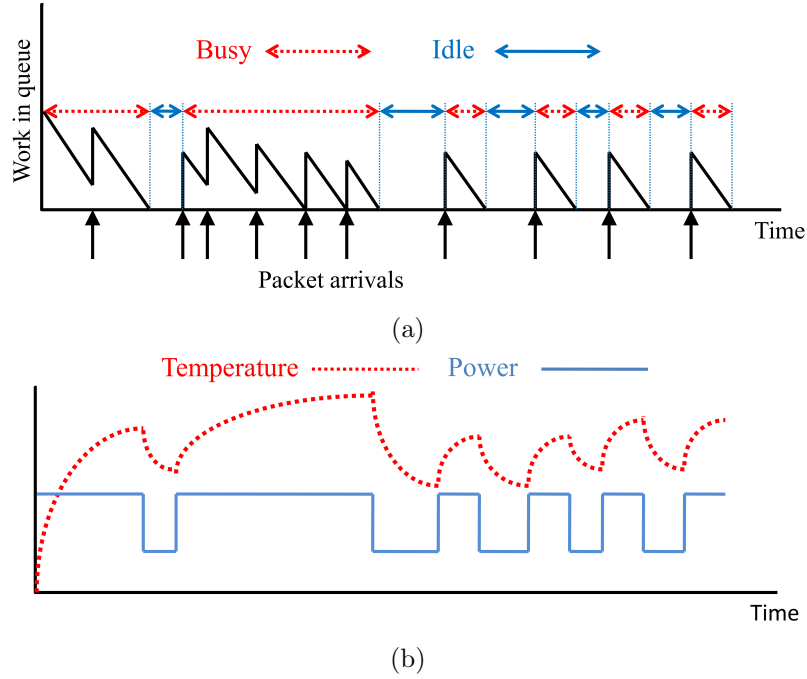 Busy
Idle
Work in queue
Time
Packet arrivals
(a)
Temperature
Power
Time
(b)